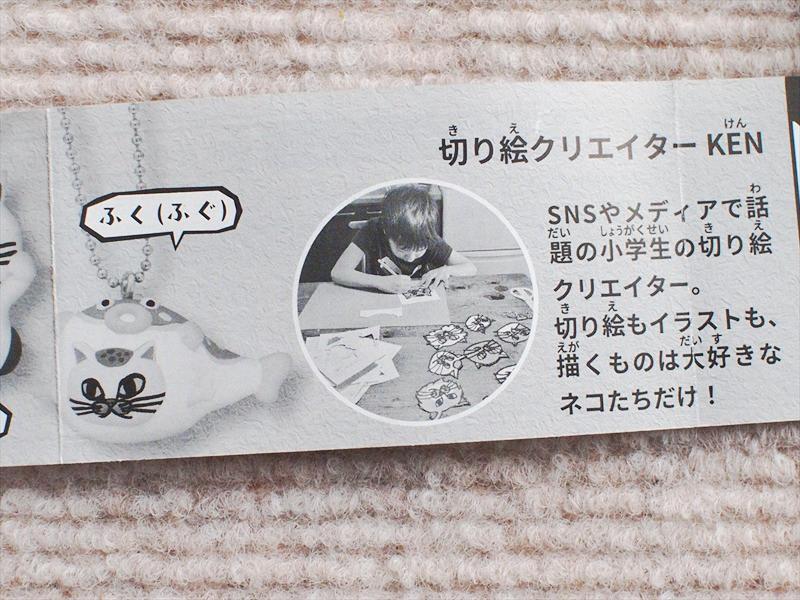 切り絵クリエイター KEN
ふく(ふぐ)
SNSやメディアで話
題の小学生の切り絵
クリエイター。
切り絵もイラストも、
描くものは大好きな
ネコたちだけ！